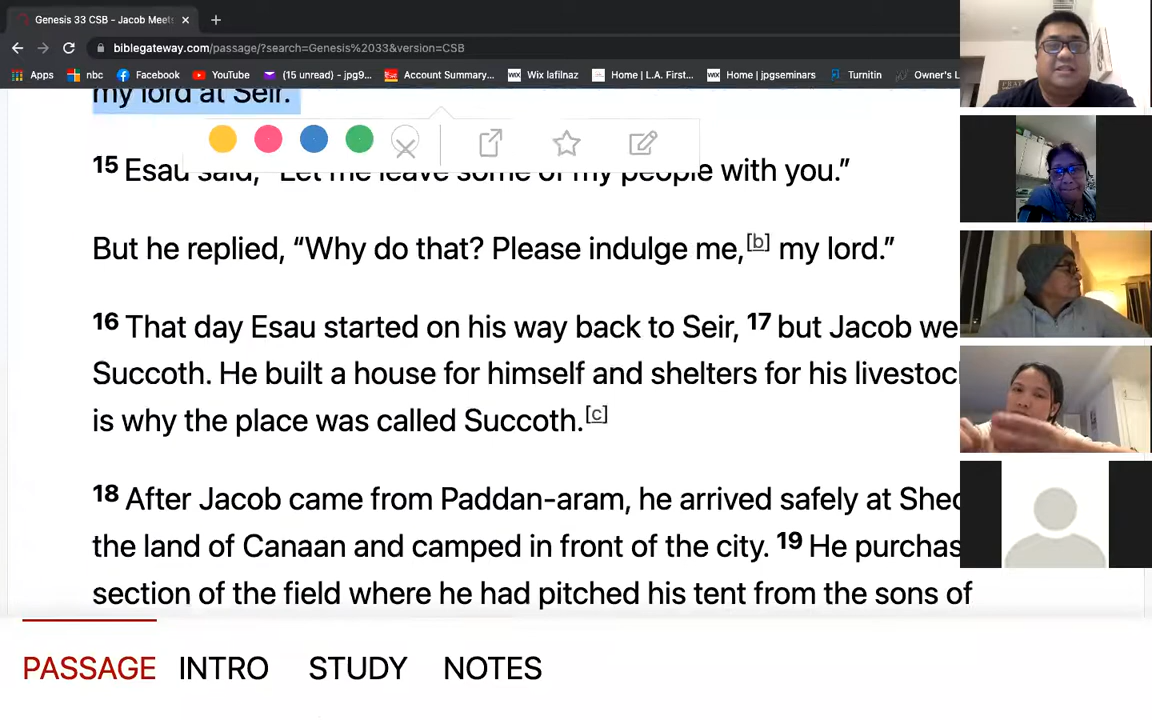 Genesis 33 CSB - Jacob Meets
biblegateway.com/passage/?search=Genesis%2033&version=CSB
Apps nbc Facebook YouTube (15 unread) - jpg9... Account Summary... Wix lafilnaz Home | L.A. First... Home | jpgseminars Turnitin Owner's L
my lord at Seir.
15 Esau said, "Let me leave some of my people with you."
But he replied, “Why do that? Please indulge me,[b] my lord.”
16 That day Esau started on his way back to Seir, 17 but Jacob we
Succoth. He built a house for himself and shelters for his livestoc
is why the place was called Succoth.[c]
18 After Jacob came from Paddan-aram, he arrived safely at Shec
the land of Canaan and camped in front of the city. 19 He purchas
section of the field where he had pitched his tent from the sons of
PASSAGE INTRO STUDY NOTES
PRAY